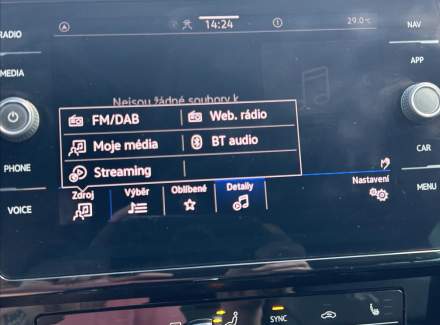 RADIO
14:24
29.0°C
NAV
MEDIA
APP
Nejsou žádné soubory k
FM/DAB
Web. rádio
Moje média
BT audio
Streaming
PHONE
CAR
VOICE
Zdroj
Výběr
Oblíbené
Detaily
Nastavení
MENU
SYNC